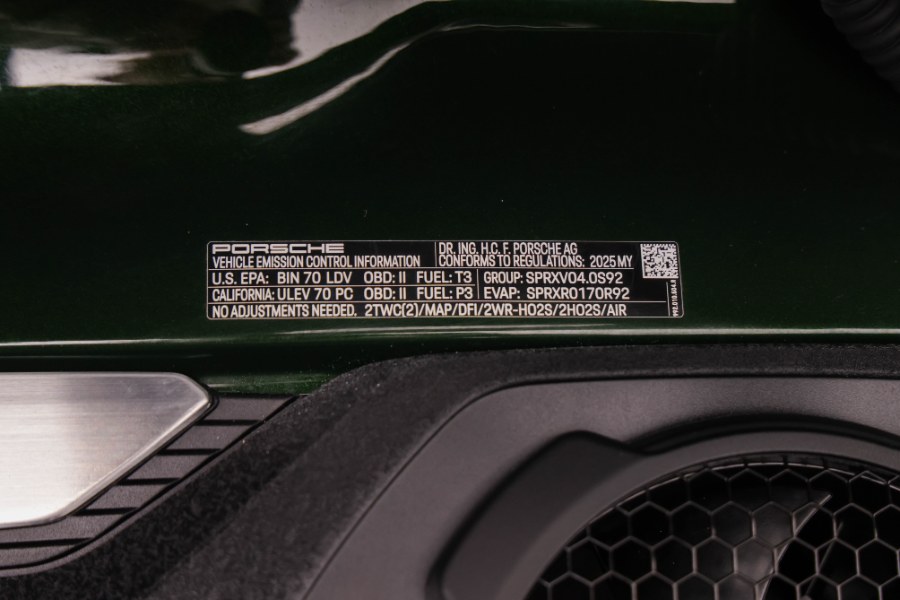 PORSCHE
VEHICLE EMISSION CONTROL INFORMATION
DR. ING. H.C. F. PORSCHE AG
CONFORMS TO REGULATIONS: 2025 MY
U.S. EPA: BIN 70 LDV OBD: II FUEL: T3 GROUP: SPRXV04.0S92
CALIFORNIA: ULEV 70 PC OBD: II FUEL: P3 EVAP: SPRXR0170R92
NO ADJUSTMENTS NEEDED. 2TWC(2)/MAP/DFI/2WR-HO2S/2HO2S/AIR